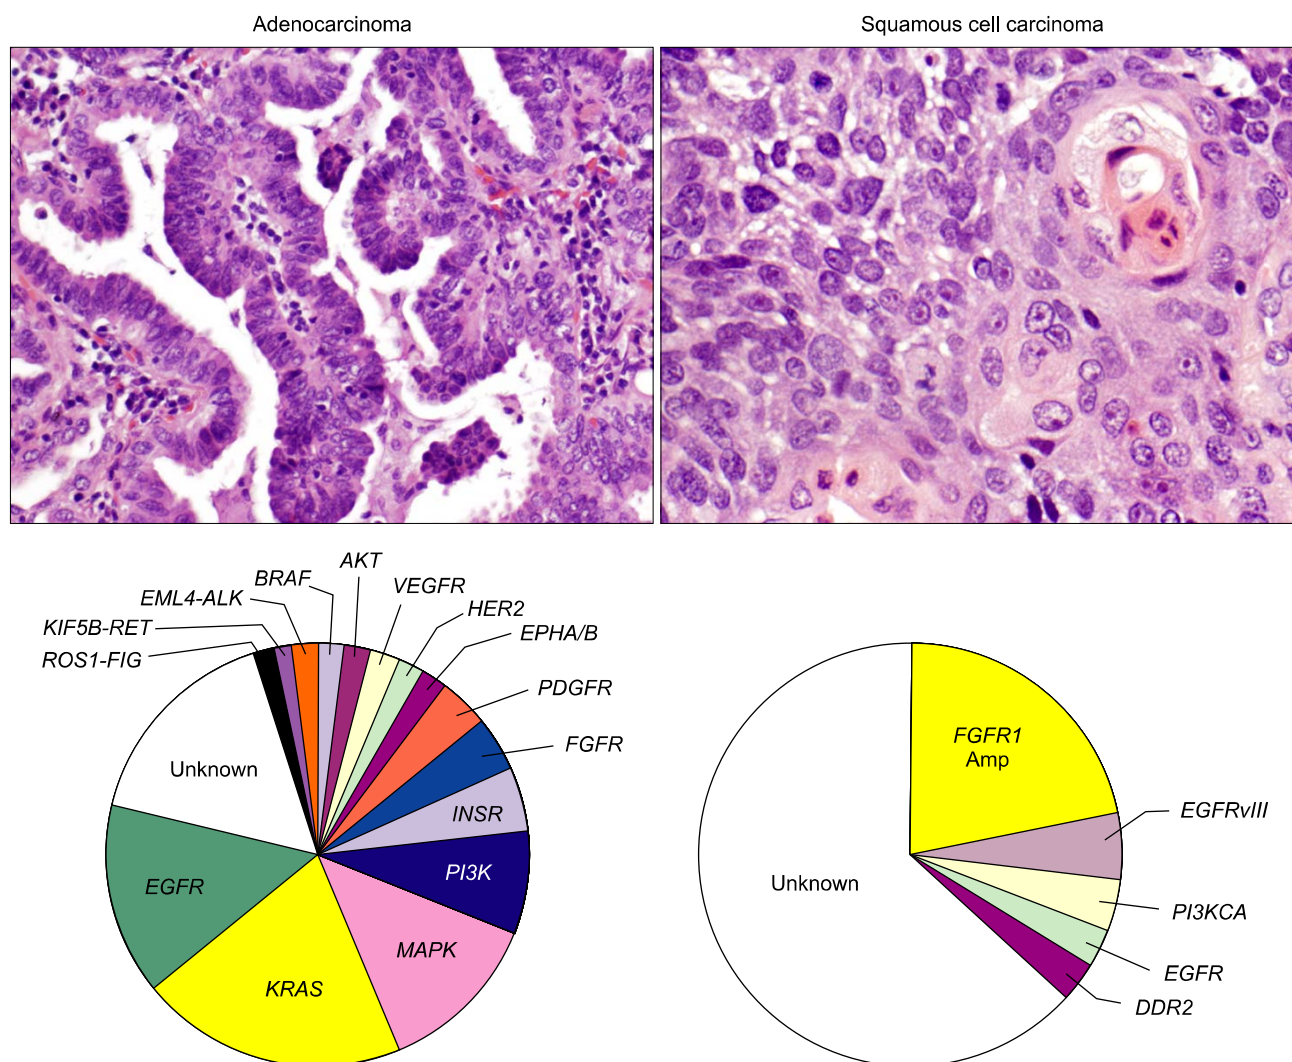 Adenocarcinoma
Squamous cell carcinoma
AKT
BRAF
VEGFR
EML4-ALK
HER2
KIF5B-RET
EPHA/B
ROS1-FIG
PDGFR
FGFR
Unknown
INSR
EGFR
PI3K
MAPK
KRAS
FGFR1
Amp
EGFRvIII
Unknown
PI3KCA
EGFR
DDR2